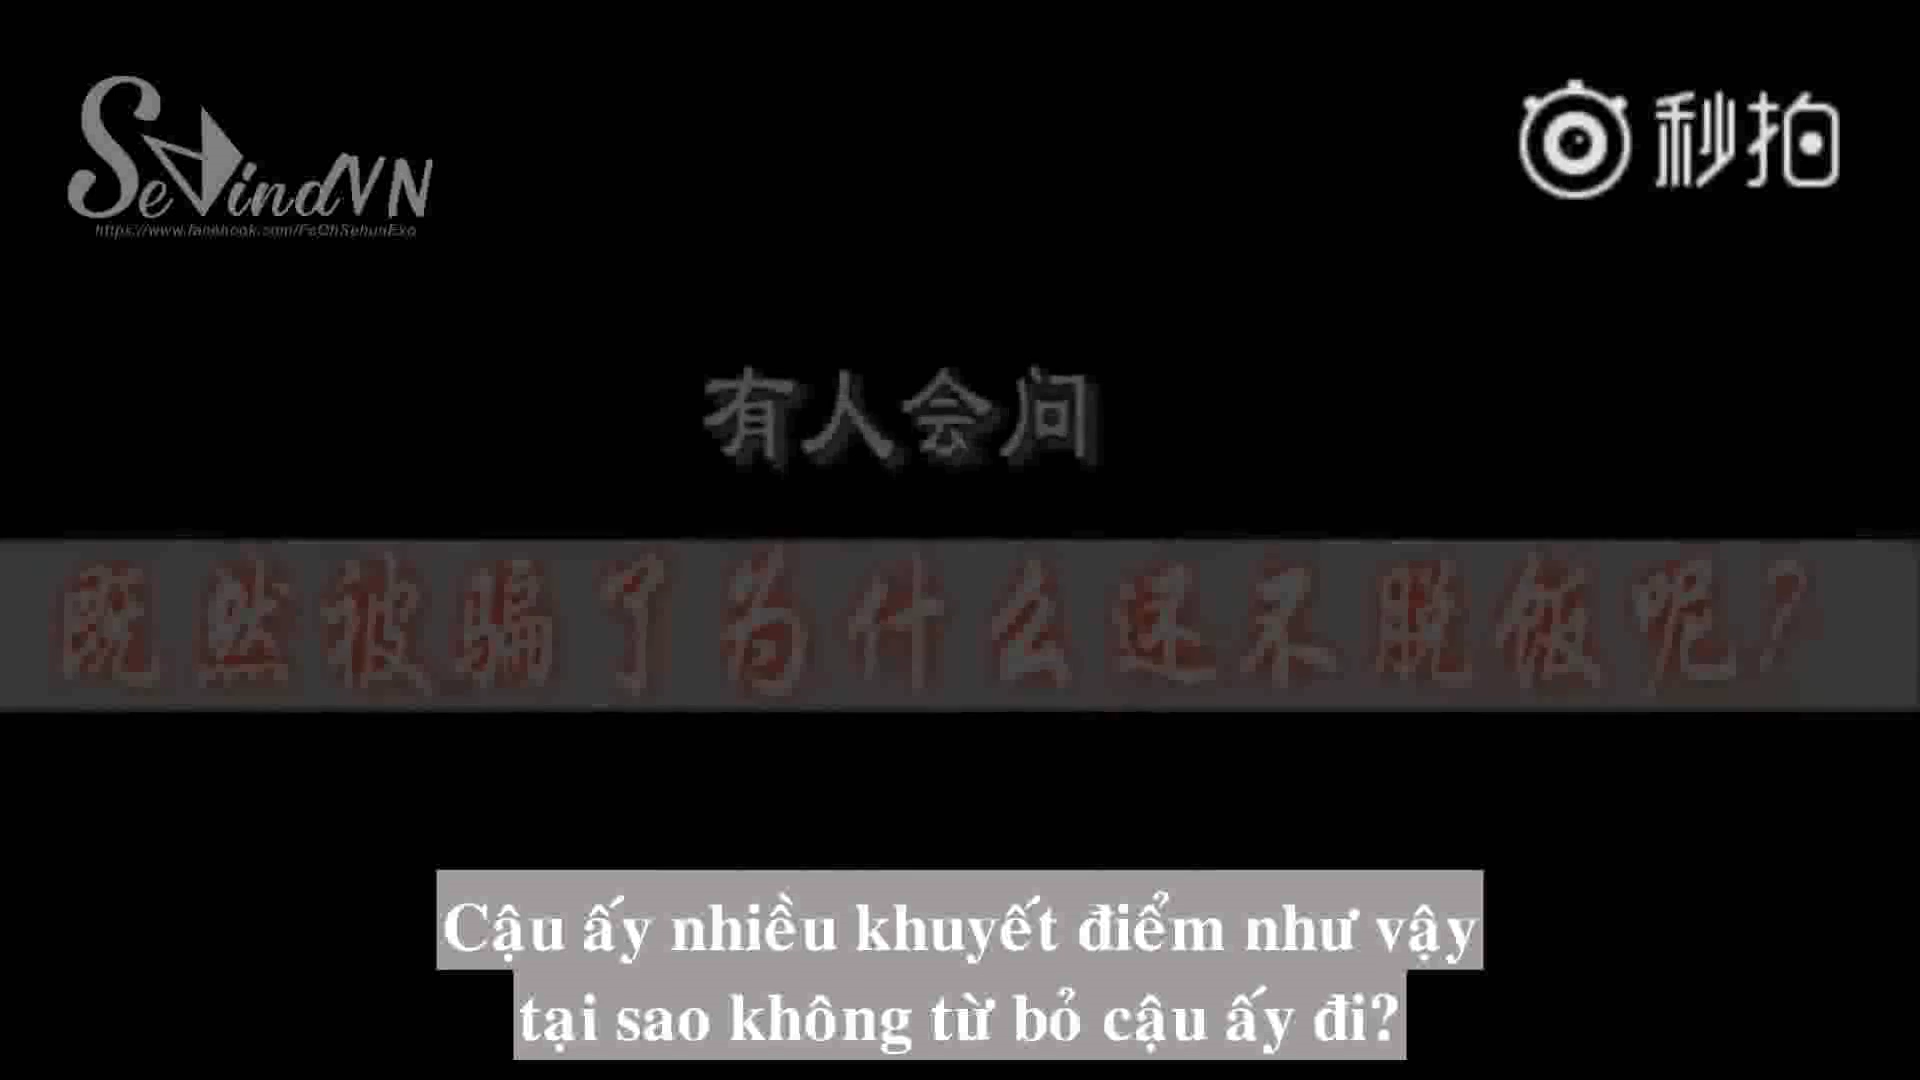 SeWindVN
https://www.facebook.com/FcOhSehunExo
秒拍
有人会问
既然被骗了为什么还不脱饭呢?
Cậu ấy nhiều khuyết điểm như vậy
tại sao không từ bỏ cậu ấy đi?